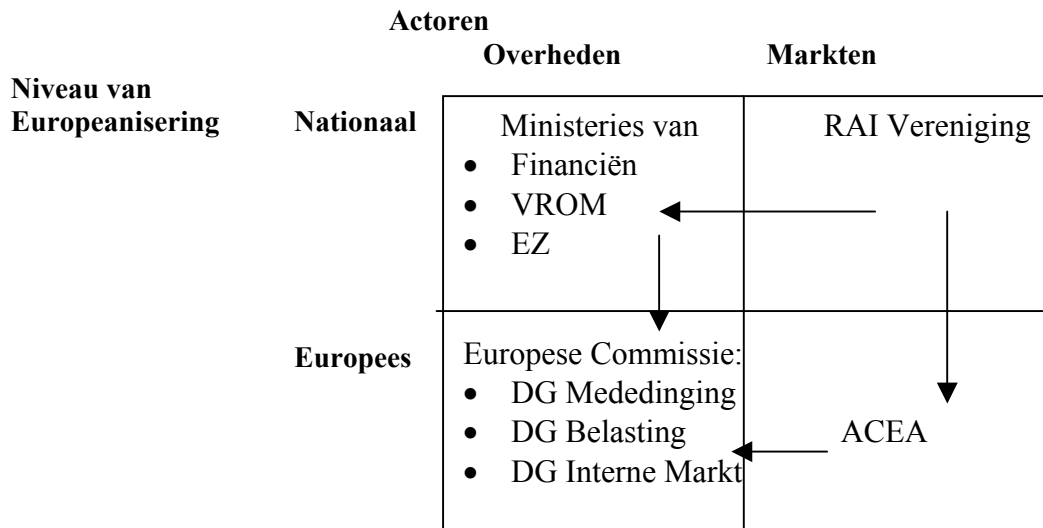 Actoren
Overheden Markten
Niveau van
Europeanisering Nationaal
Ministeries van
• Financiën
• VROM
• EZ
RAI Vereniging
Europees
Europese Commissie:
• DG Mededinging
• DG Belasting
• DG Interne Markt
ACEA